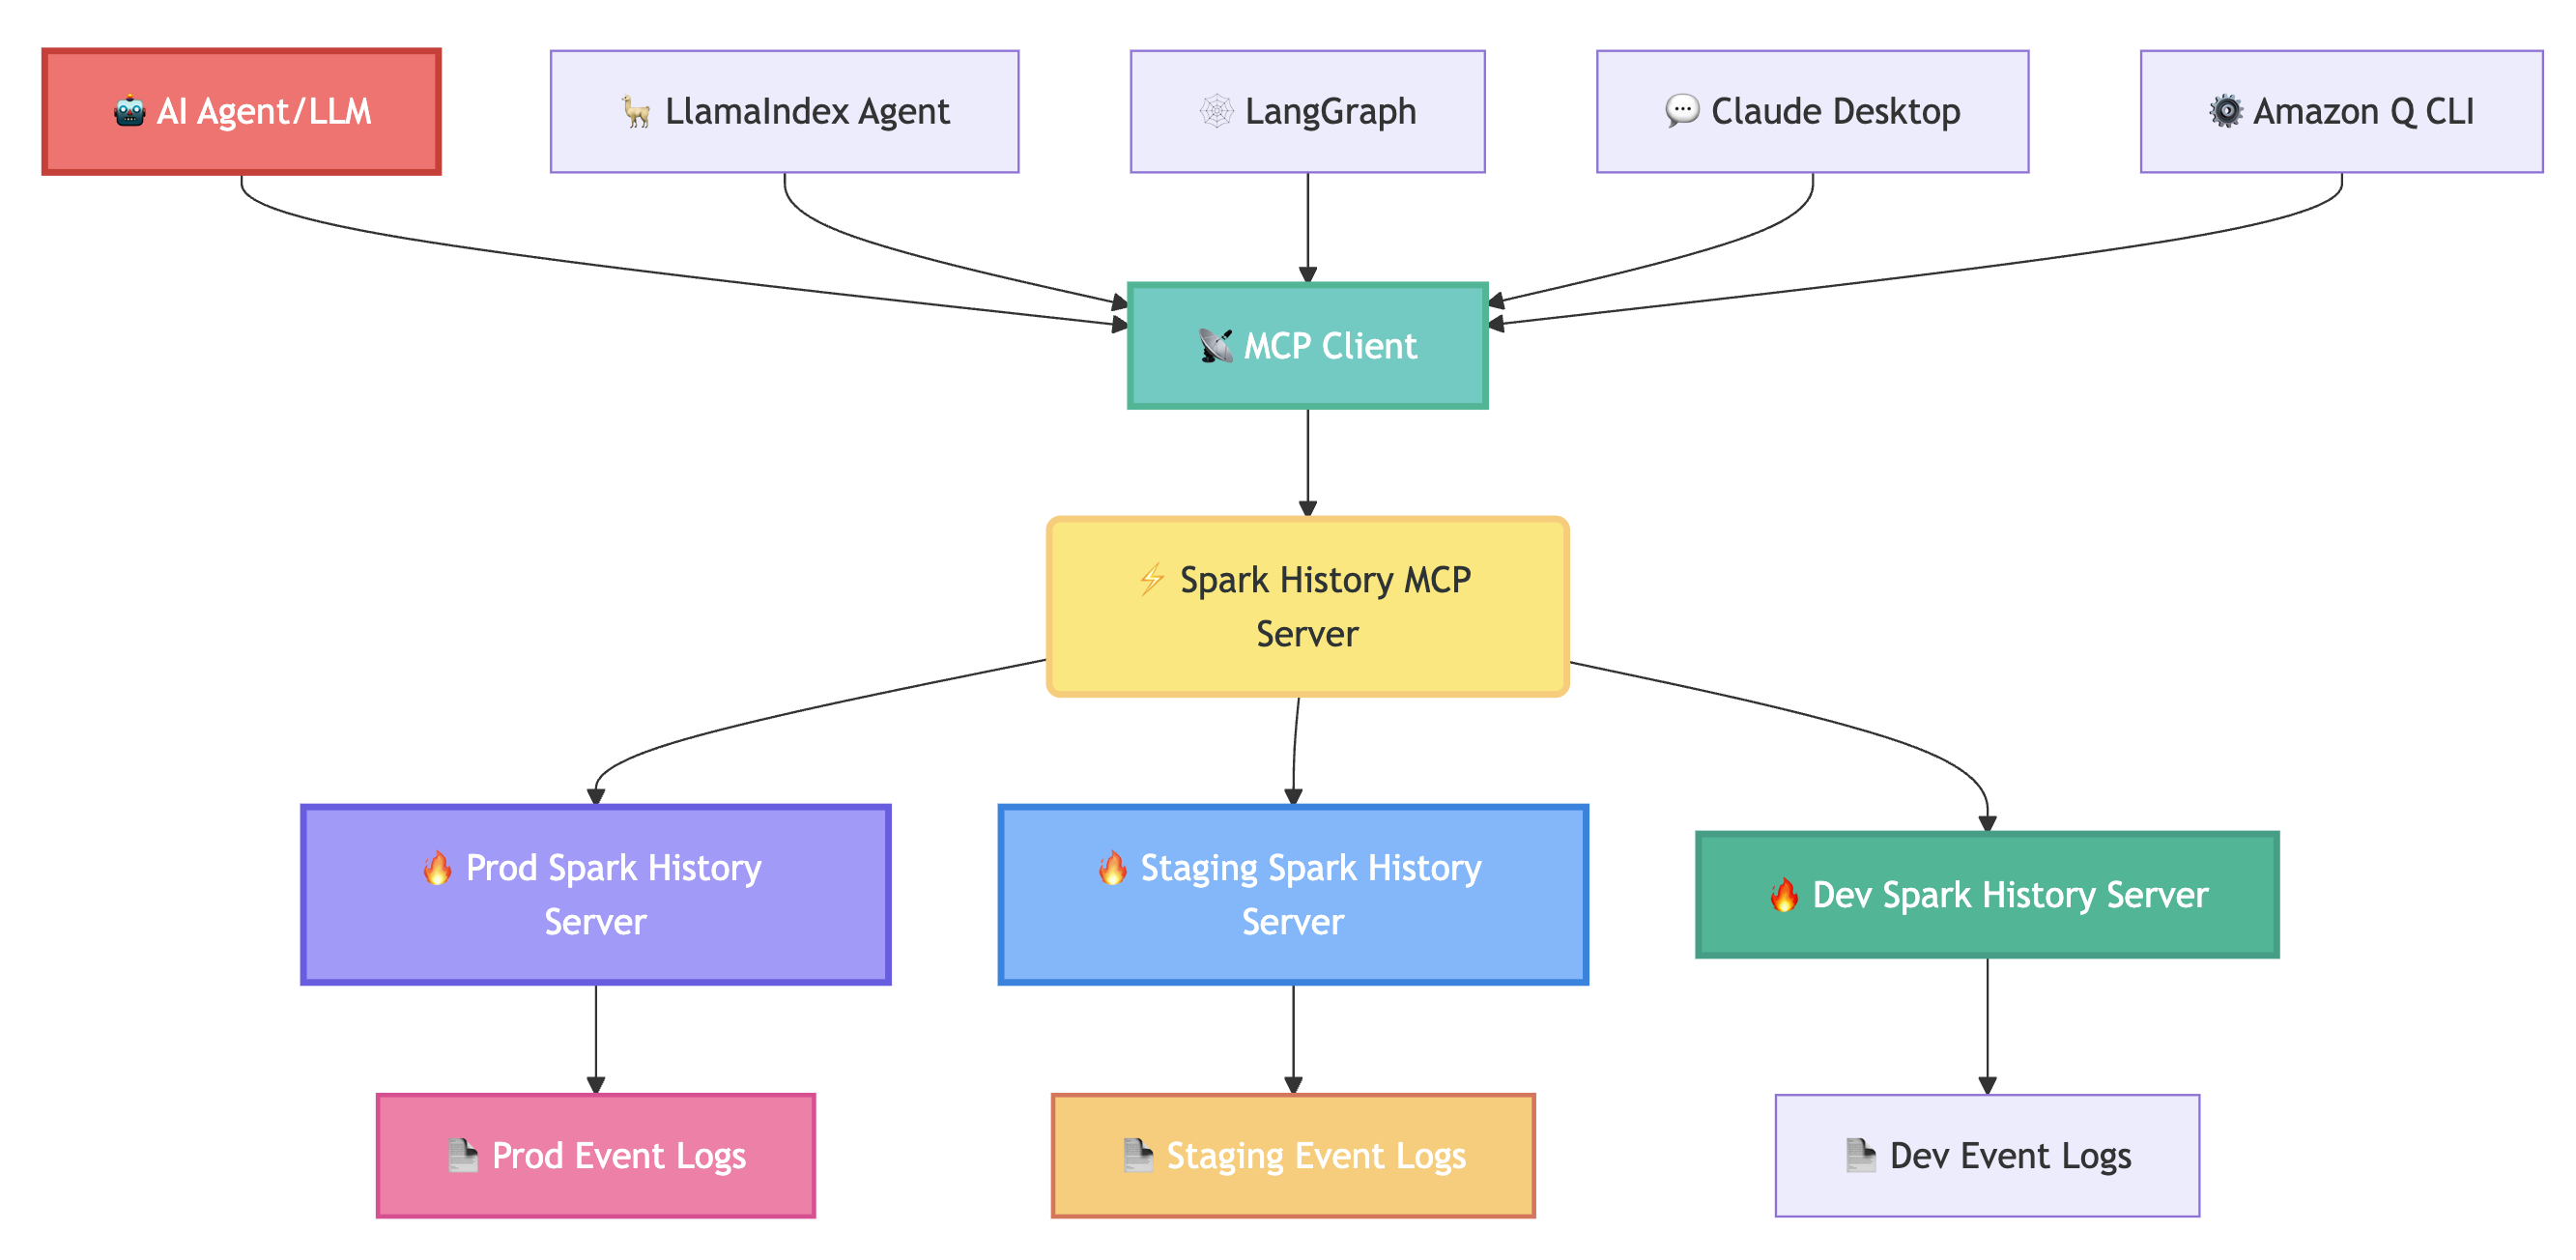 🤖 AI Agent/LLM
🦙 LlamaIndex Agent
🕸️ LangGraph
💬 Claude Desktop
⚙️ Amazon Q CLI
📡 MCP Client
⚡ Spark History MCP
Server
🔥 Prod Spark History
Server
🔥 Staging Spark History
Server
🔥 Dev Spark History Server
📄 Prod Event Logs
📄 Staging Event Logs
📄 Dev Event Logs